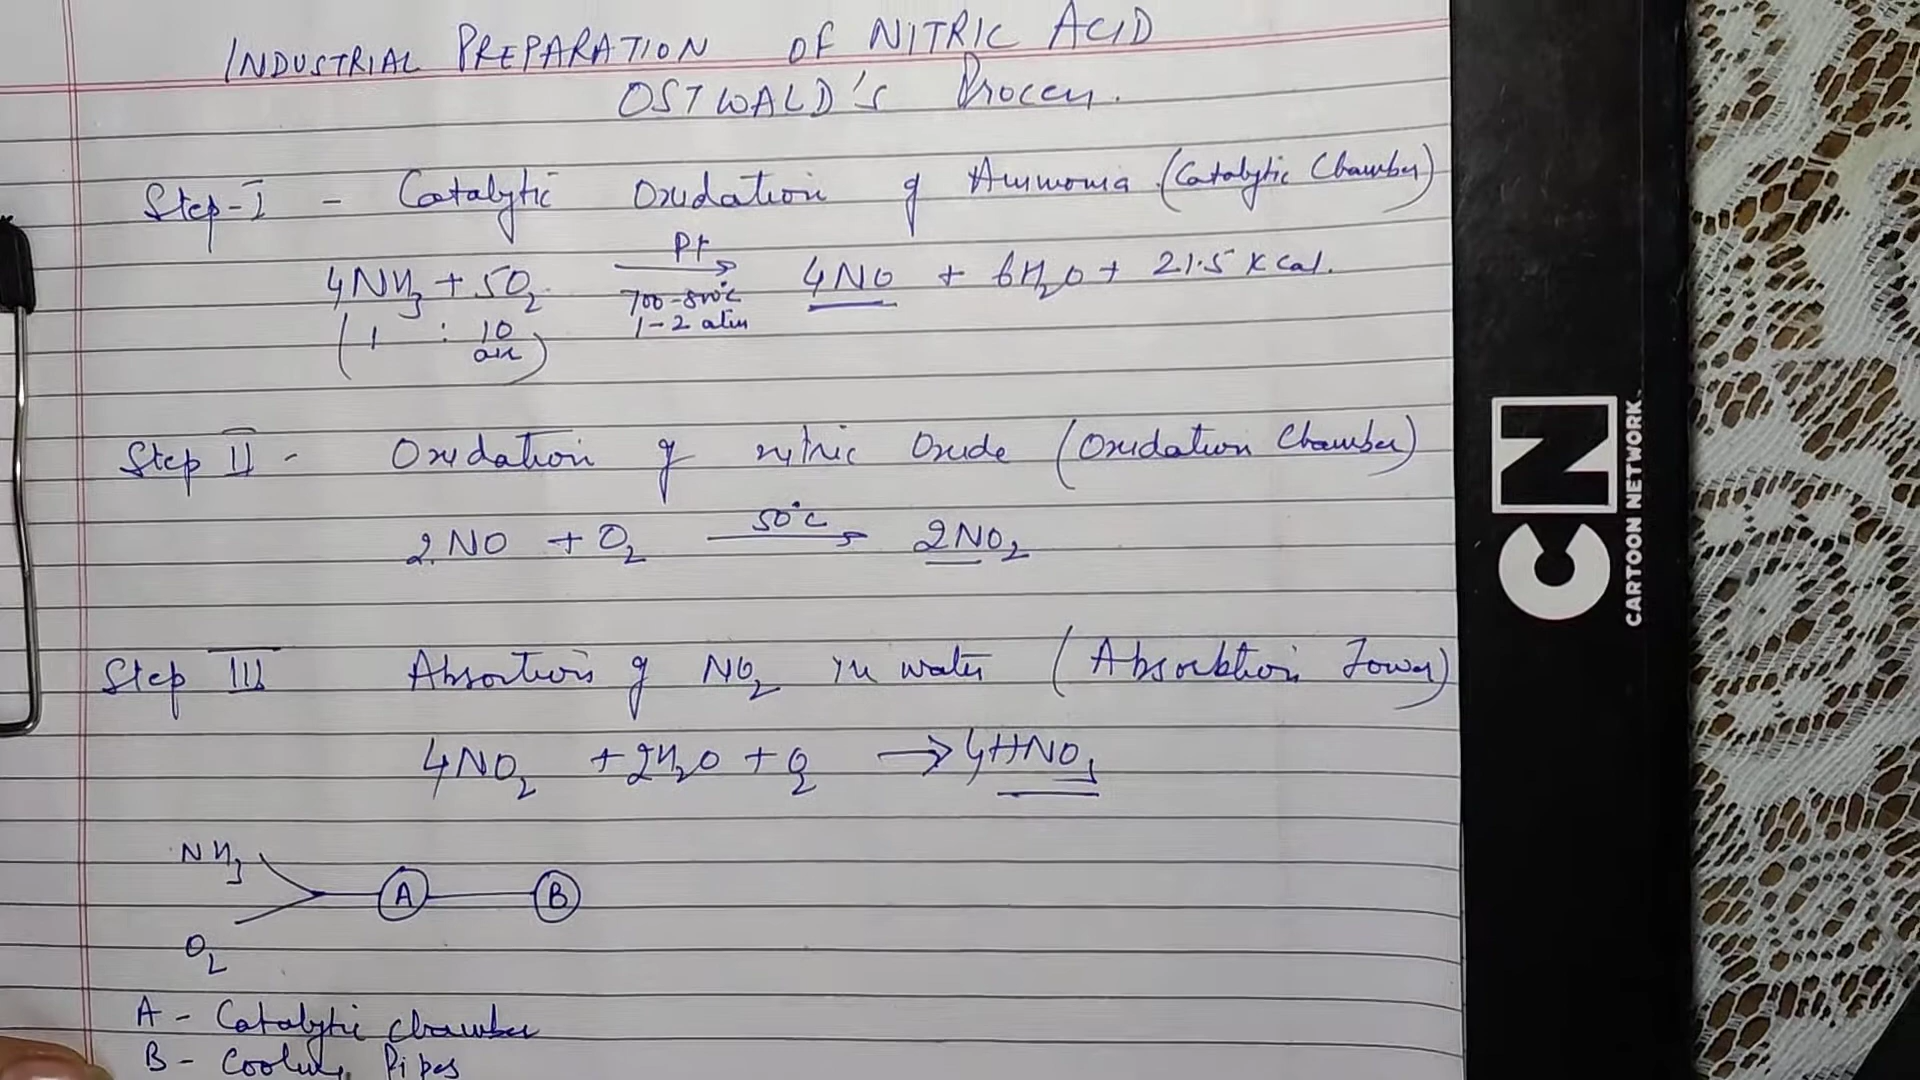 INDUSTRIAL PREPARATION OF NITRIC ACID
OSTWALD'S Process.
Step-I - Catalytic Oxidation of Ammonia (Catalytic Chamber)
4NH3 + 5O2 Pt 700-800°C 1-2 atm 4NO + 6H2O + 21.5 K Cal.
(1 : 10 air)
Step II - Oxidation of nitric Oxide (Oxidation Chamber)
2NO + O2 50°C → 2NO2
Step III Absortion of NO2 in water (Absorbtion Tower)
4NO2 + 2H2O + O2 → 4HNO3
NH3
A B
O2
A - Catalytic chamber
B - Cooling Pipes
CN
CARTOON NETWORK